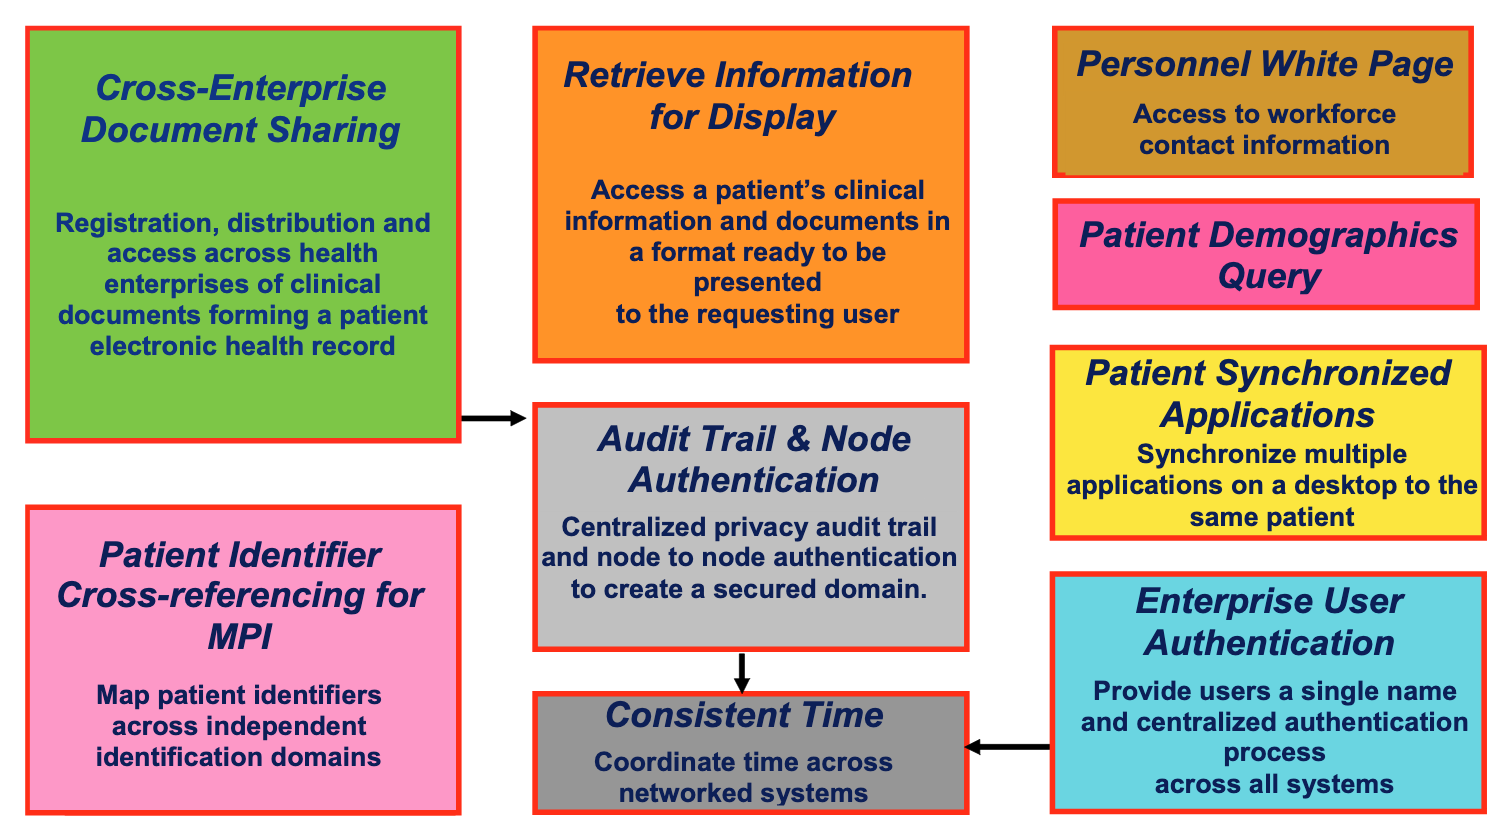 Cross-Enterprise
Document Sharing
Registration, distribution and
access across health
enterprises of clinical
documents forming a patient
electronic health record
Patient Identifier
Cross-referencing for
MPI
Map patient identifiers
across independent
identification domains
Retrieve Information
for Display
Access a patient’s clinical
information and documents in
a format ready to be
presented
to the requesting user
Audit Trail & Node
Authentication
Centralized privacy audit trail
and node to node authentication
to create a secured domain.
Consistent Time
Coordinate time across
networked systems
Personnel White Page
Access to workforce
contact information
Patient Demographics
Query
Patient Synchronized
Applications
Synchronize multiple
applications on a desktop to the
same patient
Enterprise User
Authentication
Provide users a single name
and centralized authentication
process
across all systems